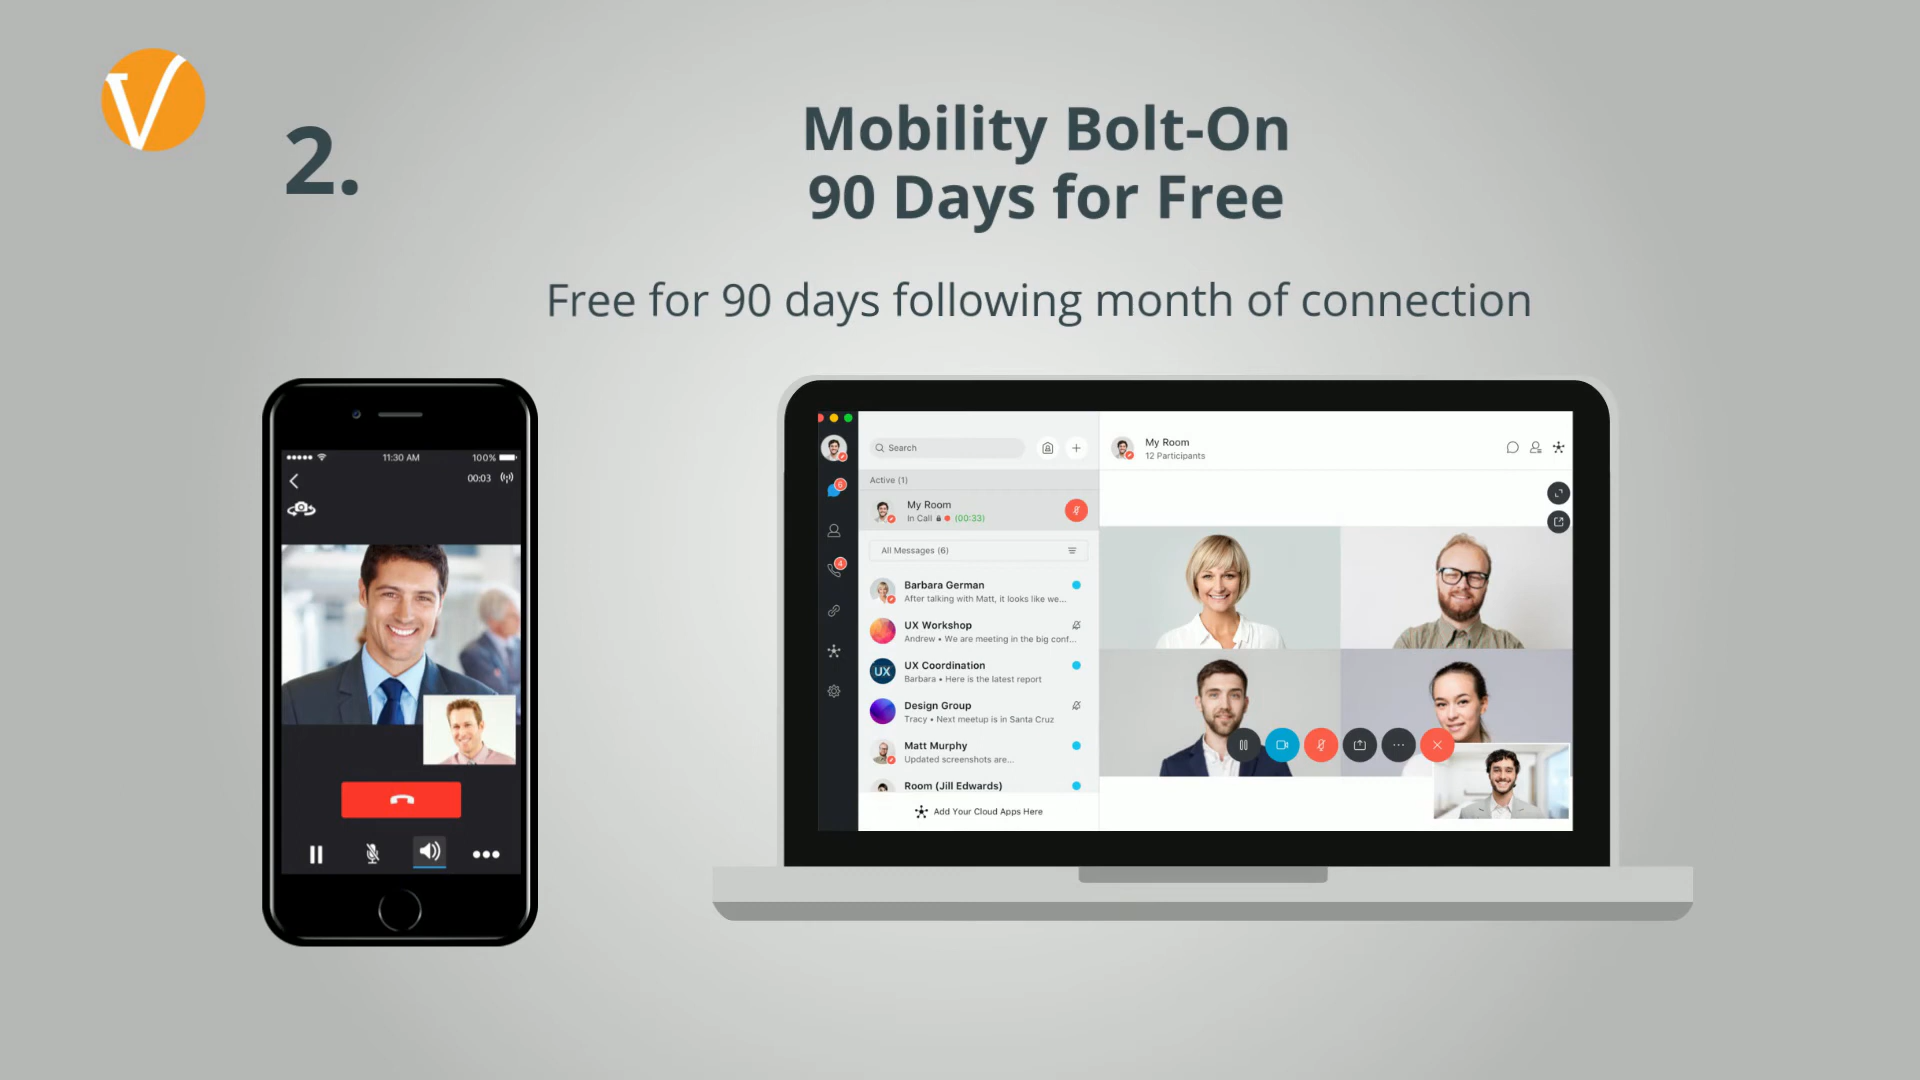 V
2.
Mobility Bolt-On
90 Days for Free
Free for 90 days following month of connection
11:30 AM
100%
00:03
Search
Active (1)
My Room
In Call
(00:33)
All Messages (6)
6
4
Barbara German
After talking with Matt, it looks like we...
UX Workshop
Andrew • We are meeting in the big conf...
UX
UX Coordination
Barbara • Here is the latest report
Design Group
Tracy • Next meetup is in Santa Cruz
Matt Murphy
Updated screenshots are...
Room (Jill Edwards)
Add Your Cloud Apps Here
My Room
12 Participants